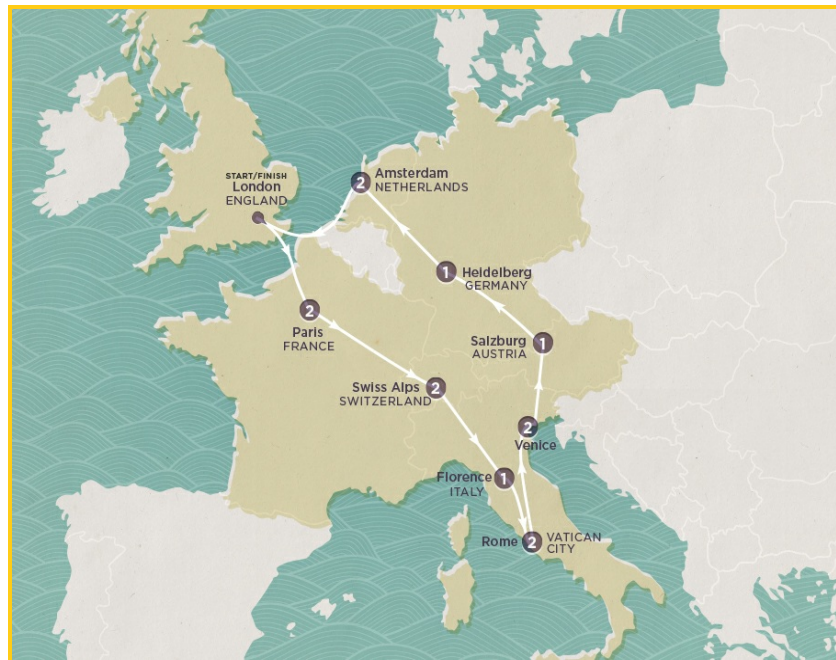 START/FINISH
London
ENGLAND
2
Amsterdam
NETHERLANDS
1
Heidelberg
GERMANY
2
Paris
FRANCE
Salzburg
AUSTRIA
1
Swiss Alps
SWITZERLAND
2
2
Venice
Florence
ITALY
1
Rome
2
VATICAN
CITY